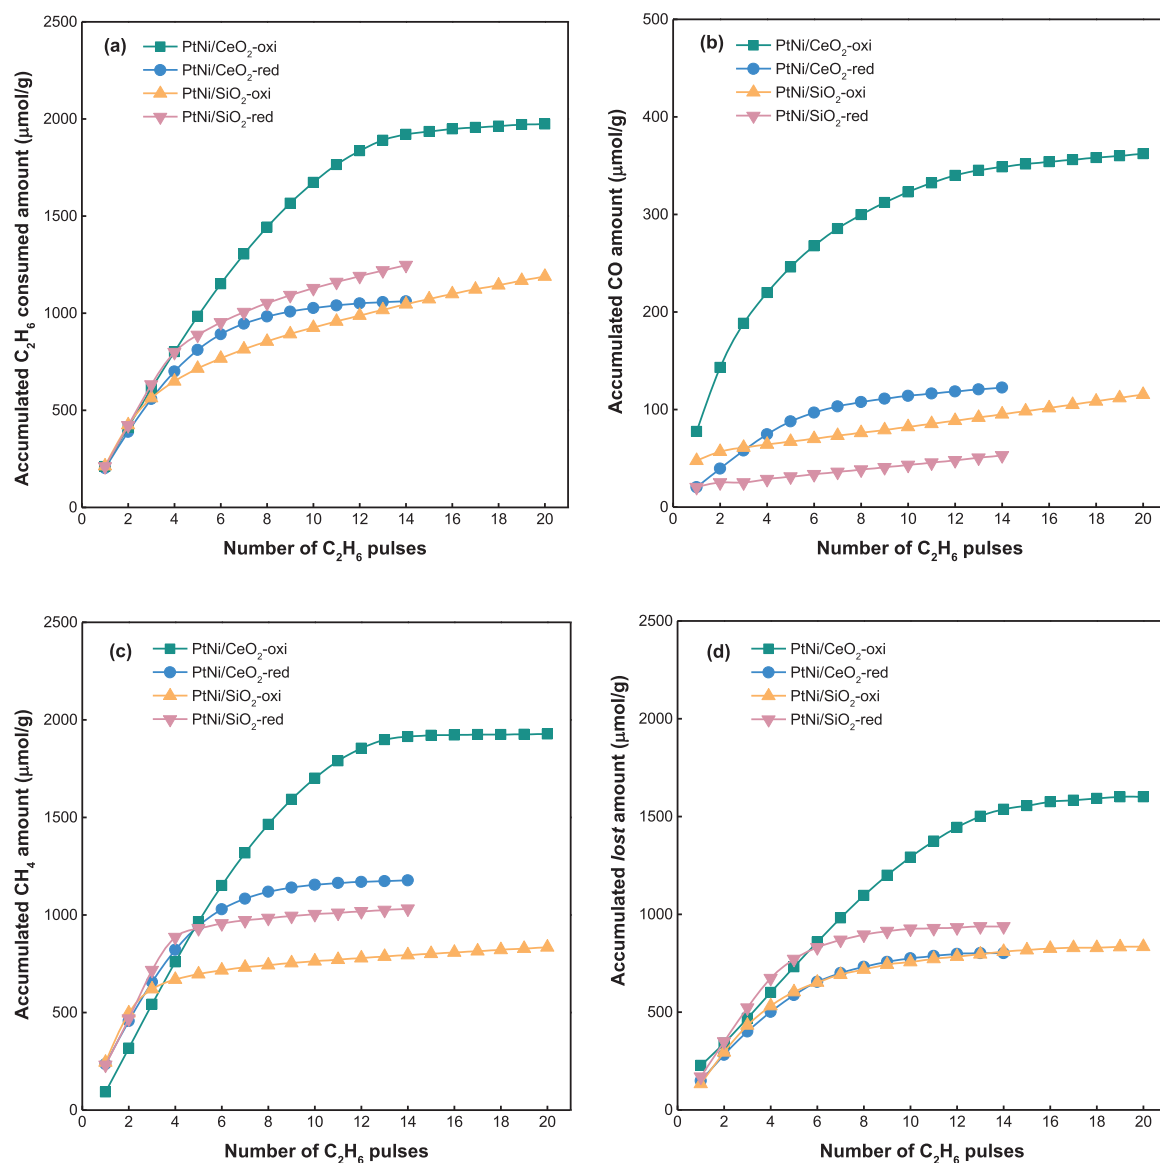 (a)
PtNi/CeO₂-oxi
PtNi/CeO₂-red
PtNi/SiO₂-oxi
PtNi/SiO₂-red
Accumulated C₂H₆ consumed amount (μmol/g)
2500
2000
1500
1000
500
0
0 2 4 6 8 10 12 14 16 18 20
Number of C₂H₆ pulses
(b)
PtNi/CeO₂-oxi
PtNi/CeO₂-red
PtNi/SiO₂-oxi
PtNi/SiO₂-red
Accumulated CO amount (μmol/g)
500
400
300
200
100
0
0 2 4 6 8 10 12 14 16 18 20
Number of C₂H₆ pulses
(c)
PtNi/CeO₂-oxi
PtNi/CeO₂-red
PtNi/SiO₂-oxi
PtNi/SiO₂-red
Accumulated CH₄ amount (μmol/g)
2500
2000
1500
1000
500
0
0 2 4 6 8 10 12 14 16 18 20
Number of C₂H₆ pulses
(d)
PtNi/CeO₂-oxi
PtNi/CeO₂-red
PtNi/SiO₂-oxi
PtNi/SiO₂-red
Accumulated lost amount (μmol/g)
2500
2000
1500
1000
500
0
0 2 4 6 8 10 12 14 16 18 20
Number of C₂H₆ pulses